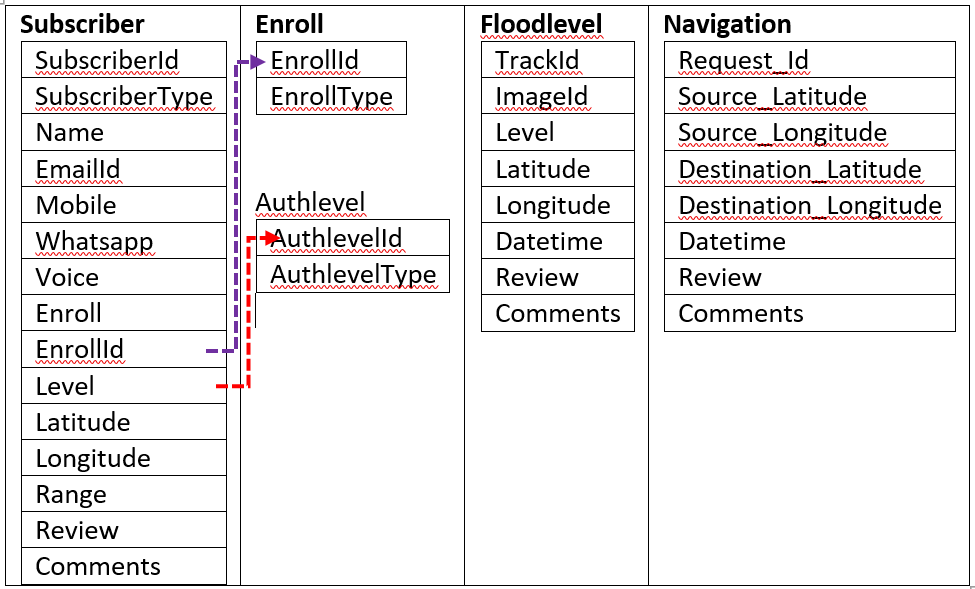 Subscriber
SubscriberId
SubscriberType
Name
EmailId
Mobile
Whatsapp
Voice
Enroll
EnrollId
Level
Latitude
Longitude
Range
Review
Comments
Enroll
EnrollId
EnrollType
Authlevel
AuthlevelId
AuthlevelType
Floodlevel
TrackId
ImageId
Level
Latitude
Longitude
Datetime
Review
Comments
Navigation
Request_Id
Source_Latitude
Source_Longitude
Destination_Latitude
Destination_Longitude
Datetime
Review
Comments